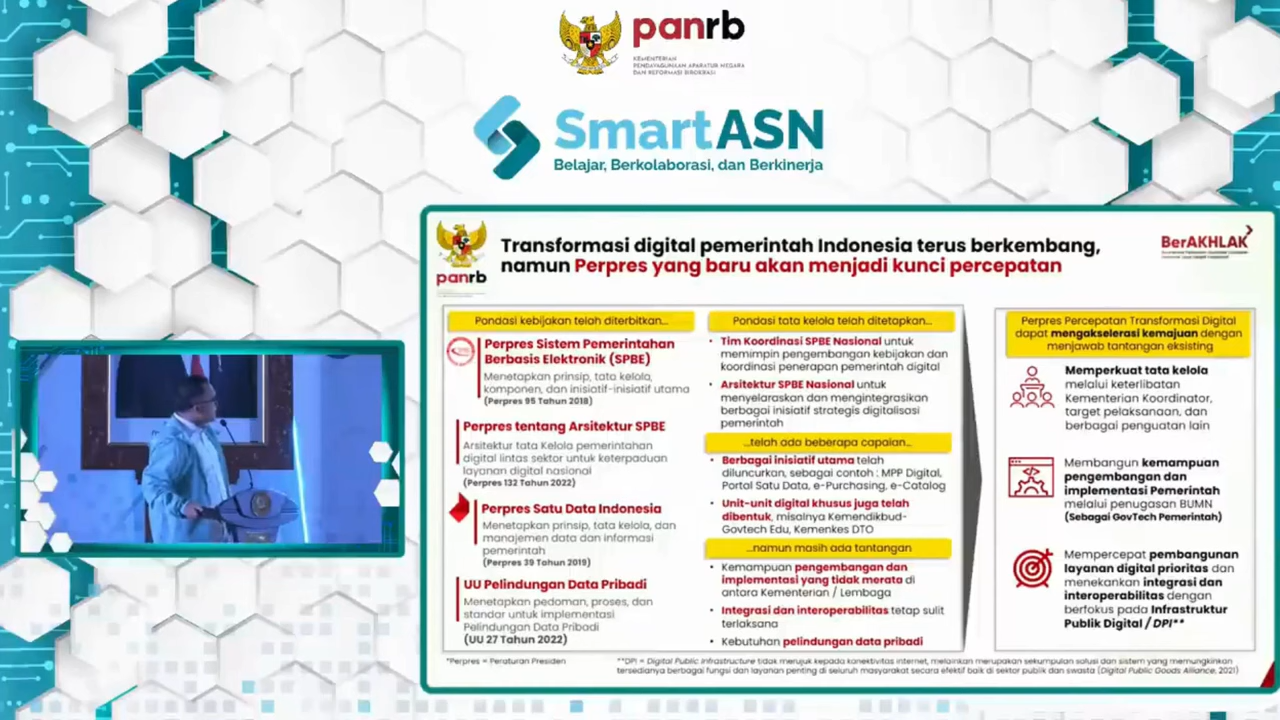 panrb
KEMENTERIAN
PENDAYAGUNAAN APARATUR NEGARA
DAN REFORMASI BIROKRASI
SmartASN
Belajar, Berkolaborasi, dan Berkinerja
panrb
Transformasi digital pemerintah Indonesia terus berkembang,
namun Perpres yang baru akan menjadi kunci percepatan
BerAKHLAK
Pondasi kebijakan telah diterbitkan...
Perpres Sistem Pemerintahan
Berbasis Elektronik (SPBE)
Menetapkan prinsip, tata kelola,
komponen, dan inisiatif-inisiatif utama
(Perpres 95 Tahun 2018)
Perpres tentang Arsitektur SPBE
Arsitektur tata Kelola pemerintahan
digital lintas sektor untuk keterpaduan
layanan digital nasional
(Perpres 132 Tahun 2022)
Perpres Satu Data Indonesia
Menetapkan prinsip, tata kelola, dan
manajemen data dan informasi
pemerintah
(Perpres 39 Tahun 2019)
UU Pelindungan Data Pribadi
Menetapkan pedoman, proses, dan
standar untuk implementasi
Pelindungan Data Pribadi
(UU 27 Tahun 2022)
Pondasi tata kelola telah ditetapkan...
• Tim Koordinasi SPBE Nasional untuk
memimpin pengembangan kebijakan dan
koordinasi penerapan pemerintah digital
• Arsitektur SPBE Nasional untuk
menyelaraskan dan mengintegrasikan
berbagai inisiatif strategis digitalisasi
pemerintah
...telah ada beberapa capaian...
• Berbagai inisiatif utama telah
diluncurkan, sebagai contoh : MPP Digital,
Portal Satu Data, e-Purchasing, e-Catalog
• Unit-unit digital khusus juga telah
dibentuk, misalnya Kemendikbud-
Govtech Edu, Kemenkes DTO
...namun masih ada tantangan
• Kemampuan pengembangan dan
implementasi yang tidak merata di
antara Kementerian / Lembaga
• Integrasi dan interoperabilitas tetap sulit
terlaksana
• Kebutuhan pelindungan data pribadi
Perpres Percepatan Transformasi Digital
dapat mengakselerasi kemajuan dengan
menjawab tantangan eksisting
Memperkuat tata kelola
melalui keterlibatan
Kementerian Koordinator,
target pelaksanaan, dan
berbagai penguatan lain
Membangun kemampuan
pengembangan dan
implementasi Pemerintah
melalui penugasan BUMN
(Sebagai GovTech Pemerintah)
Mempercepat pembangunan
layanan digital prioritas dan
menekankan integrasi dan
interoperabilitas dengan
berfokus pada Infrastruktur
Publik Digital / DPI**
*Perpres = Peraturan Presiden
**DPI = Digital Public Infrastructure tidak merujuk kepada konektivitas internet, melainkan merupakan sekumpulan solusi dan sistem yang memungkinkan
tersedianya berbagai fungsi dan layanan penting di seluruh masyarakat secara efektif baik di sektor publik dan swasta (Digital Public Goods Alliance, 2021)